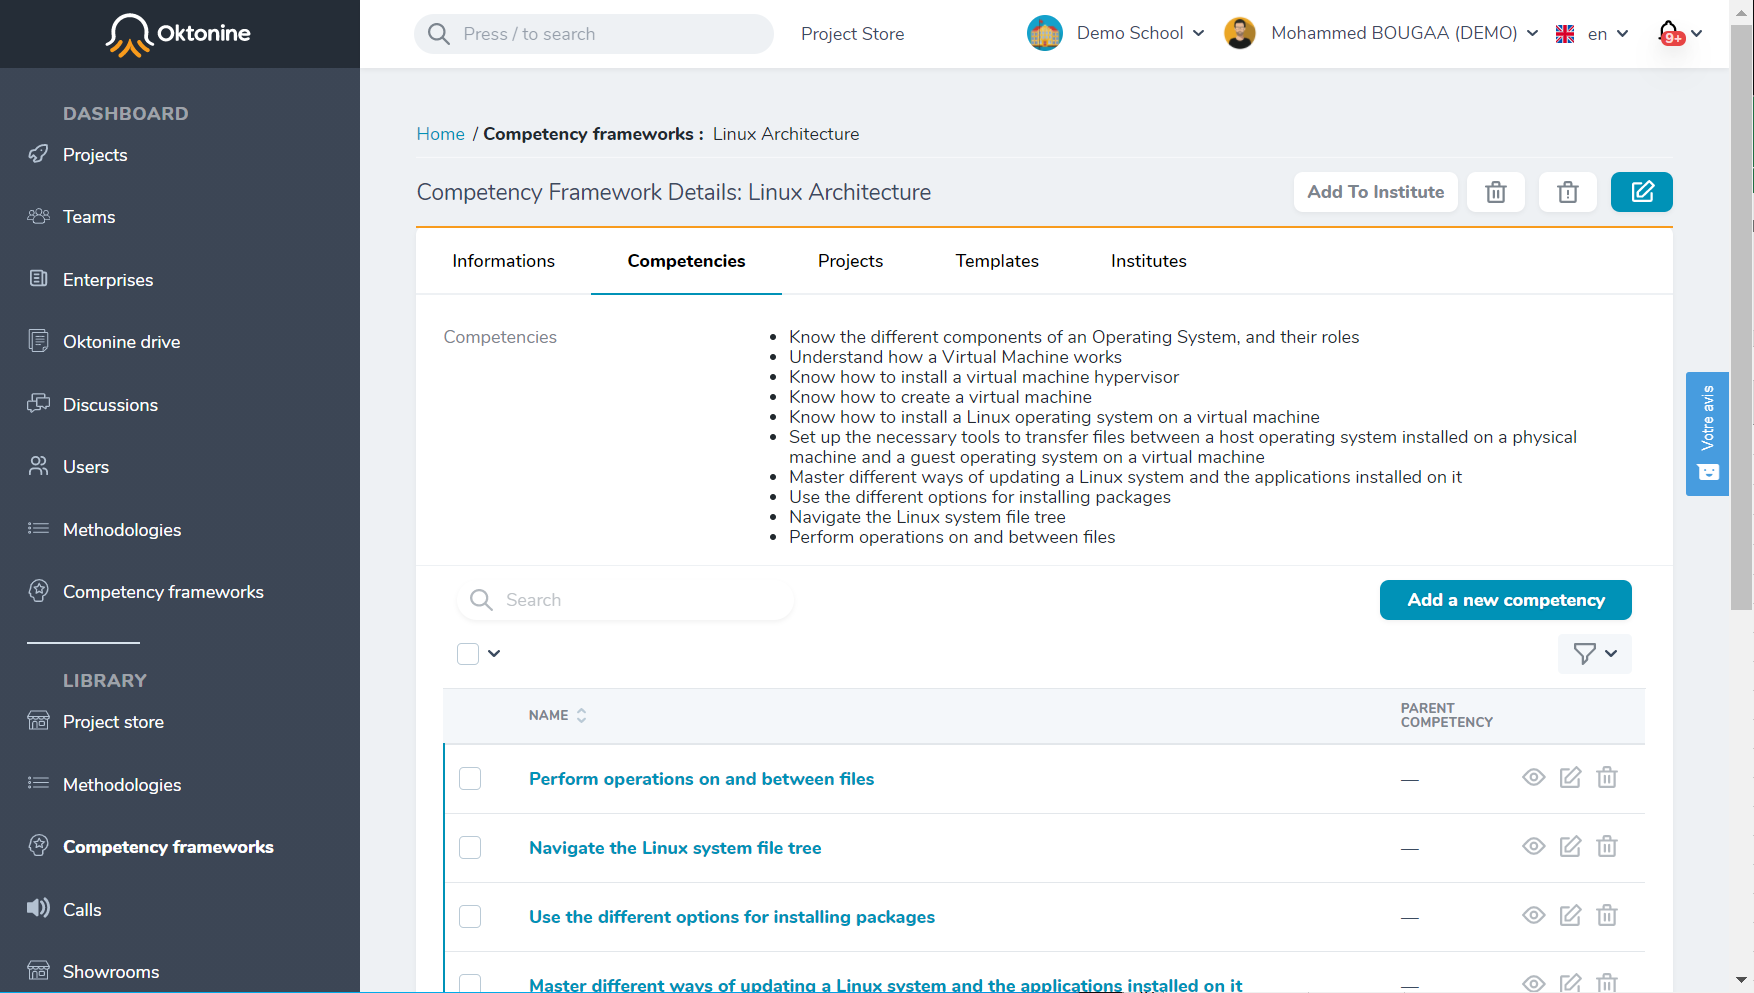 Oktonine
Press / to search
Project Store
Demo School
Mohammed BOUGAA (DEMO)
en
9+
DASHBOARD
Projects
Teams
Enterprises
Oktonine drive
Discussions
Users
Methodologies
Competency frameworks
LIBRARY
Project store
Methodologies
Competency frameworks
Calls
Showrooms
Home / Competency frameworks : Linux Architecture
Competency Framework Details: Linux Architecture
Add To Institute
Informations
Competencies
Projects
Templates
Institutes
Competencies
• Know the different components of an Operating System, and their roles
• Understand how a Virtual Machine works
• Know how to install a virtual machine hypervisor
• Know how to create a virtual machine
• Know how to install a Linux operating system on a virtual machine
• Set up the necessary tools to transfer files between a host operating system installed on a physical
machine and a guest operating system on a virtual machine
• Master different ways of updating a Linux system and the applications installed on it
• Use the different options for installing packages
• Navigate the Linux system file tree
• Perform operations on and between files
Votre avis
Search
Add a new competency
NAME
PARENT
COMPETENCY
Perform operations on and between files —
Navigate the Linux system file tree —
Use the different options for installing packages —
Master different ways of updating a Linux system and the applications installed on it —